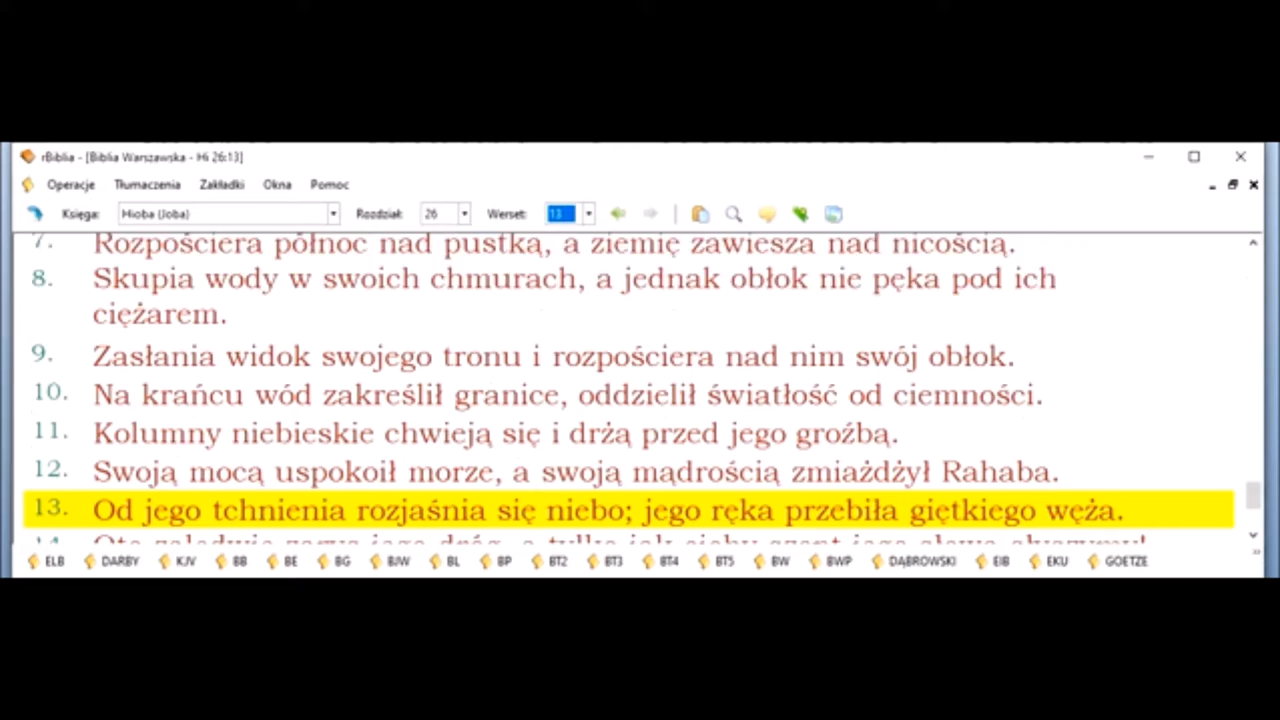 rBiblia - [Biblia Warszawska - Hi 26:13]
Operacje Tłumaczenia Zakładki Okna Pomoc
Księga: Hioba (Joba) Rozdział: 26 Werset: 13
7. Rozpościera północ nad pustką, a ziemię zawiesza nad nicością.
8. Skupia wody w swoich chmurach, a jednak obłok nie pęka pod ich
ciężarem.
9. Zasłania widok swojego tronu i rozpościera nad nim swój obłok.
10. Na krańcu wód zakreślił granice, oddzielił światłość od ciemności.
11. Kolumny niebieskie chwieją się i drżą przed jego groźbą.
12. Swoją mocą uspokoił morze, a swoją mądrością zmiażdżył Rahaba.
13. Od jego tchnienia rozjaśnia się niebo; jego ręka przebiła giętkiego węża.
ELB DARBY KJV BB BE BG BJW BL BP BT2 BT3 BT4 BT5 BW BWP DĄBROWSKI EIB EKU GOETZE